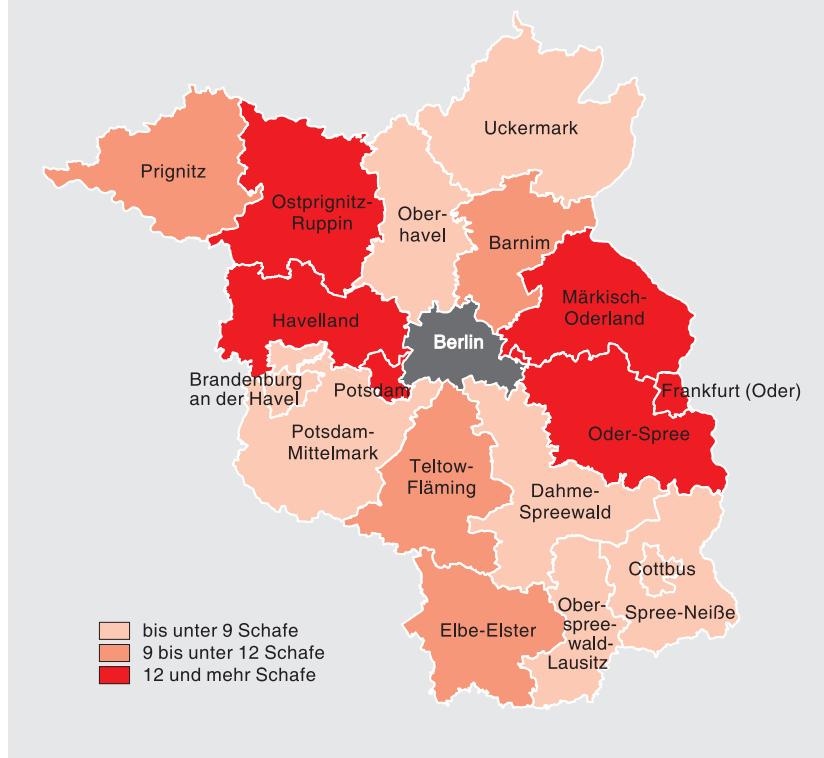 Uckermark
Prignitz
Ostprignitz-
Ruppin
Ober-
havel
Barnim
Märkisch-
Oderland
Havelland
Berlin
Brandenburg
an der Havel
Potsdam
Frankfurt (Oder)
Potsdam-
Mittelmark
Oder-Spree
Teltow-
Fläming
Dahme-
Spreewald
Cottbus
Spree-Neiße
Elbe-Elster
Ober-
spree-
wald-
Lausitz
bis unter 9 Schafe
9 bis unter 12 Schafe
12 und mehr Schafe